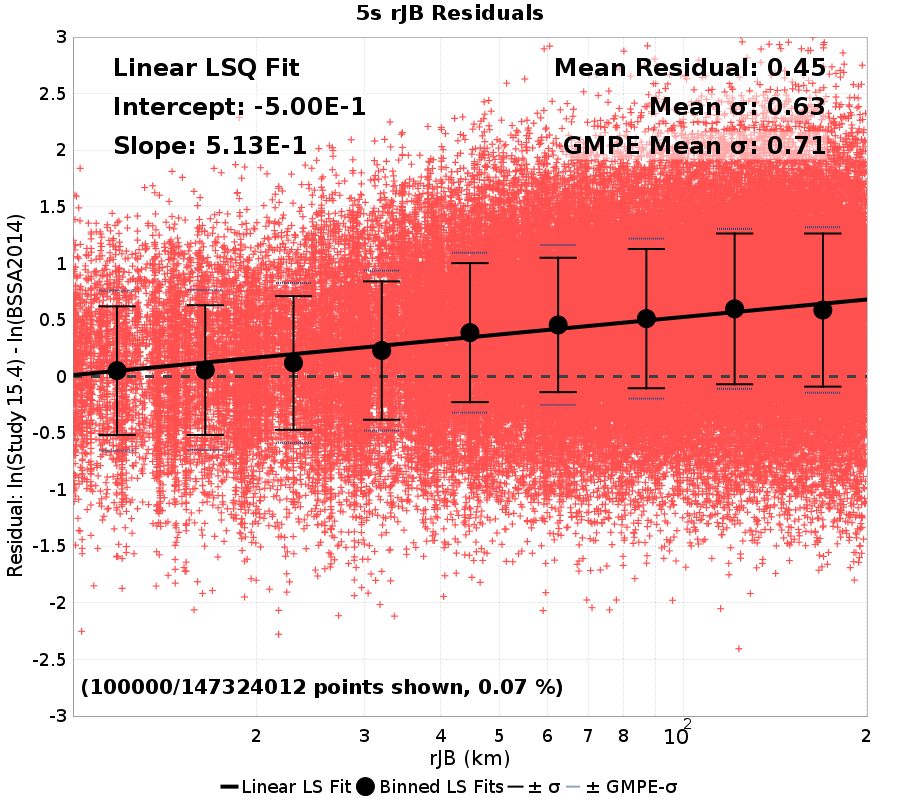 5s rJB Residuals
Linear LSQ Fit
Intercept: -5.00E-1
Slope: 5.13E-1
Mean Residual: 0.45
Mean σ: 0.63
GMPE Mean σ: 0.71
Residual: ln(Study 15.4) - ln(BSSA2014)
3
2.5
2
1.5
1
0.5
0
-0.5
-1
-1.5
-2
-2.5
-3
(100000/147324012 points shown, 0.07 %)
2 3 4 5 6 7 8 10² 2
rJB (km)
Linear LS Fit Binned LS Fits ± σ ± GMPE-σ